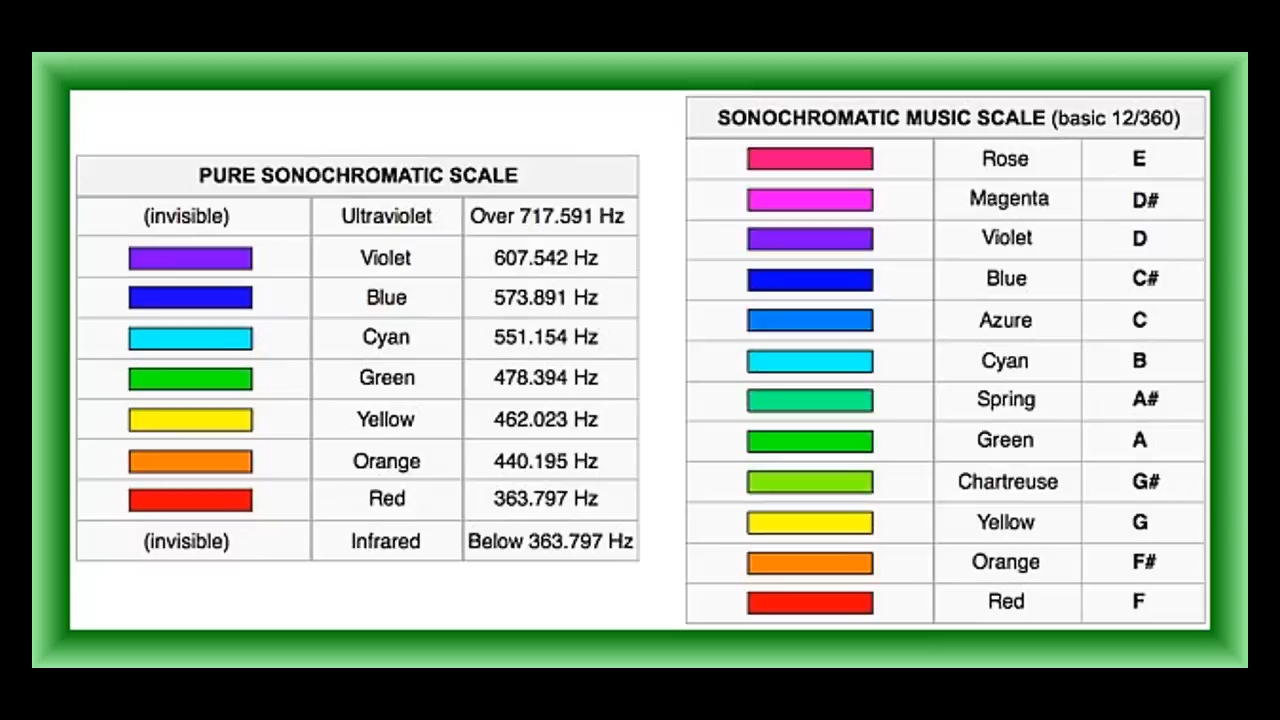 PURE SONOCHROMATIC SCALE
(invisible) Ultraviolet Over 717.591 Hz
Violet 607.542 Hz
Blue 573.891 Hz
Cyan 551.154 Hz
Green 478.394 Hz
Yellow 462.023 Hz
Orange 440.195 Hz
Red 363.797 Hz
(invisible) Infrared Below 363.797 Hz
SONOCHROMATIC MUSIC SCALE (basic 12/360)
Rose E
Magenta D#
Violet D
Blue C#
Azure C
Cyan B
Spring A#
Green A
Chartreuse G#
Yellow G
Orange F#
Red F